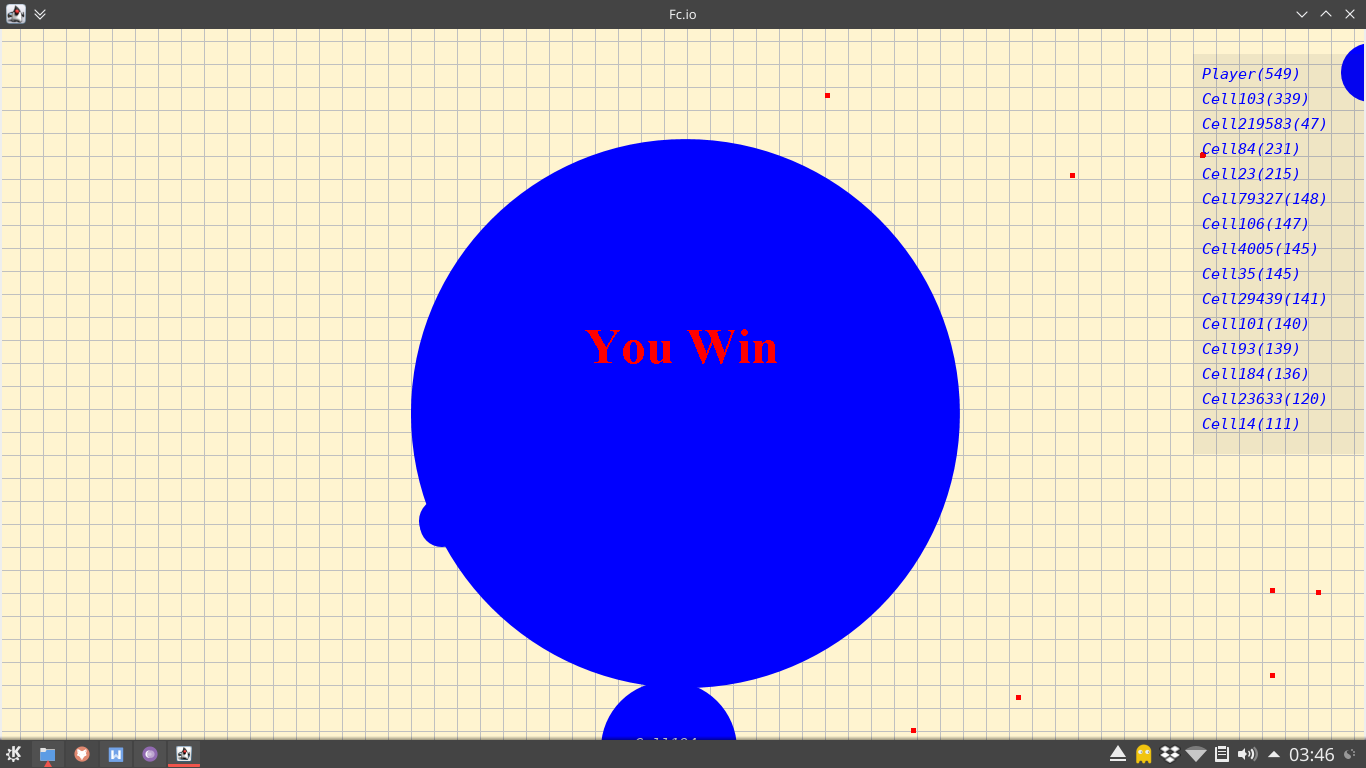 Fc.io
Player(549)
Cell103(339)
Cell219583(47)
Cell84(231)
Cell23(215)
Cell79327(148)
Cell106(147)
Cell4005(145)
Cell35(145)
Cell29439(141)
Cell101(140)
Cell93(139)
Cell184(136)
Cell23633(120)
Cell14(111)
You Win
03:46